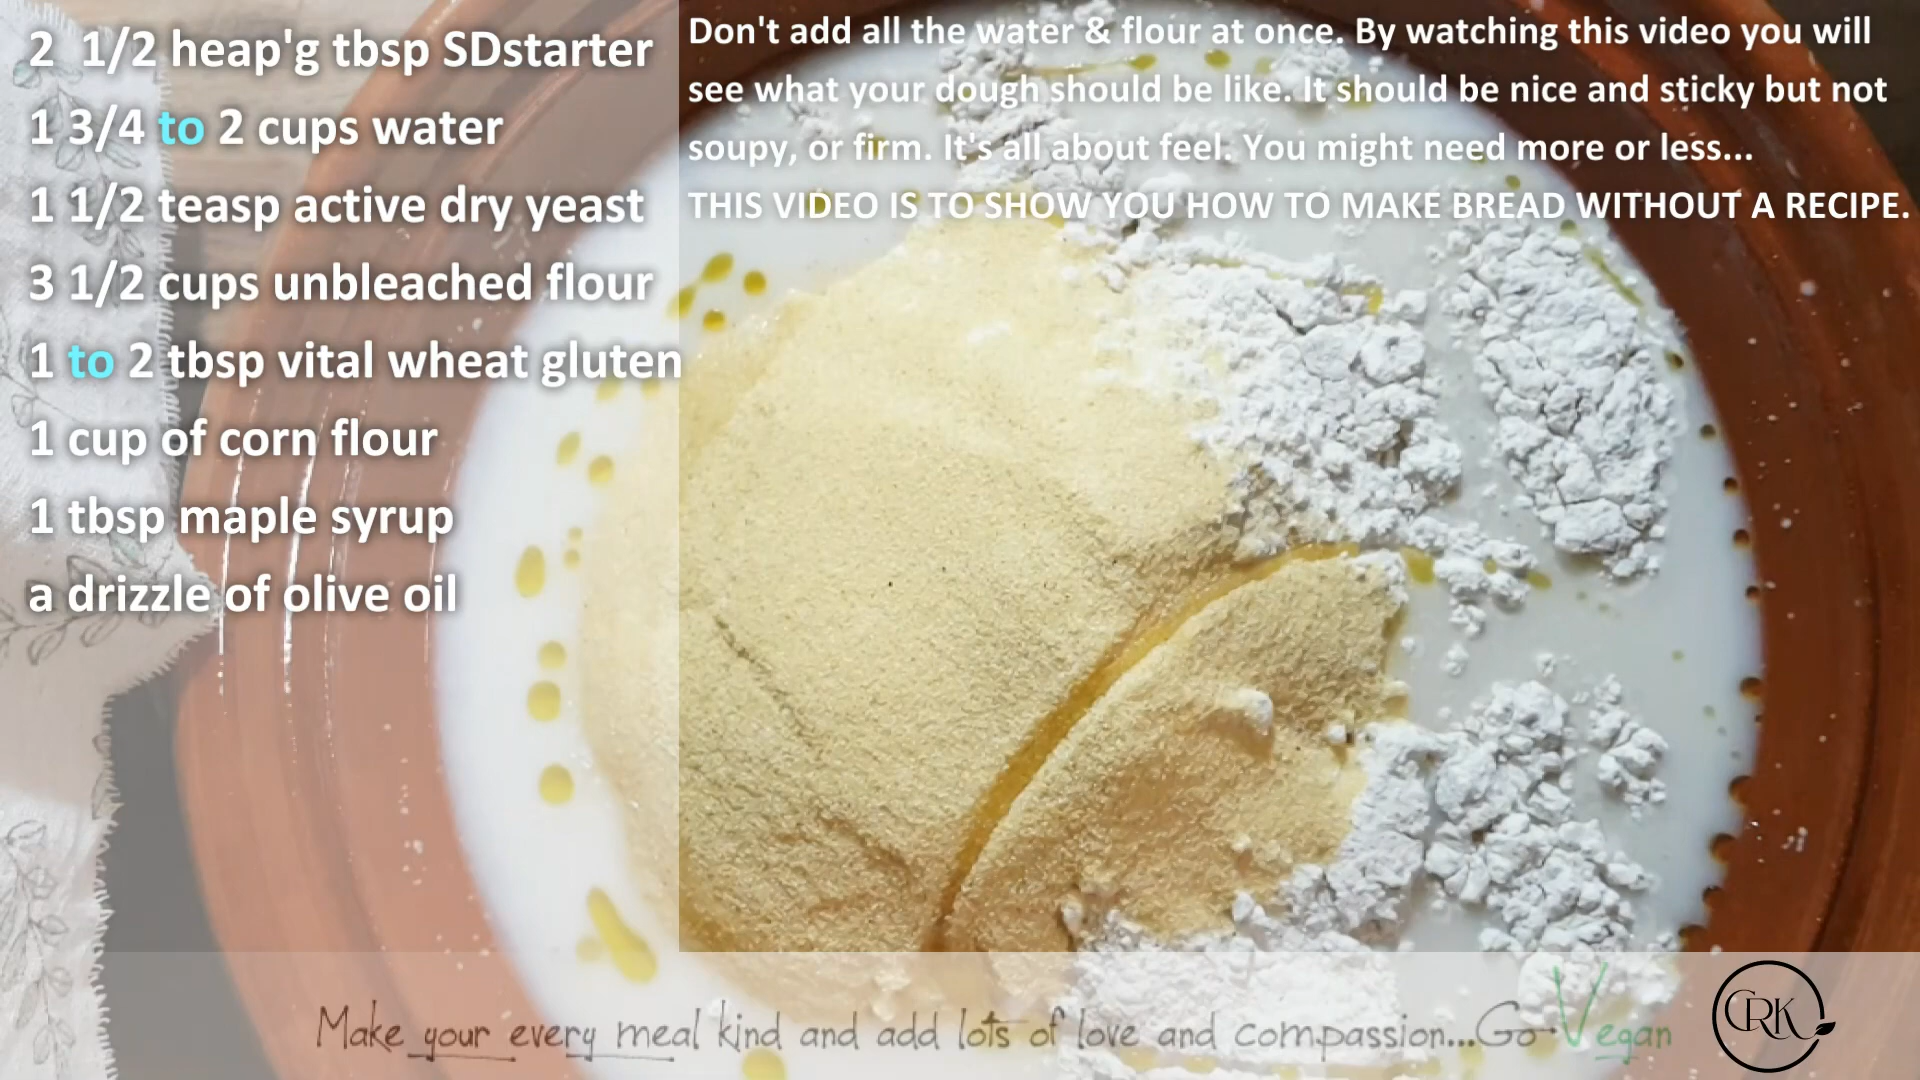 2 1/2 heap'g tbsp SDstarter
1 3/4 to 2 cups water
1 1/2 teasp active dry yeast
3 1/2 cups unbleached flour
1 to 2 tbsp vital wheat gluten
1 cup of corn flour
1 tbsp maple syrup
a drizzle of olive oil
Don't add all the water & flour at once. By watching this video you will
see what your dough should be like. It should be nice and sticky but not
soupy, or firm. It's all about feel. You might need more or less...
THIS VIDEO IS TO SHOW YOU HOW TO MAKE BREAD WITHOUT A RECIPE.
Make your every meal kind and add lots of love and compassion...Go Vegan
CRK